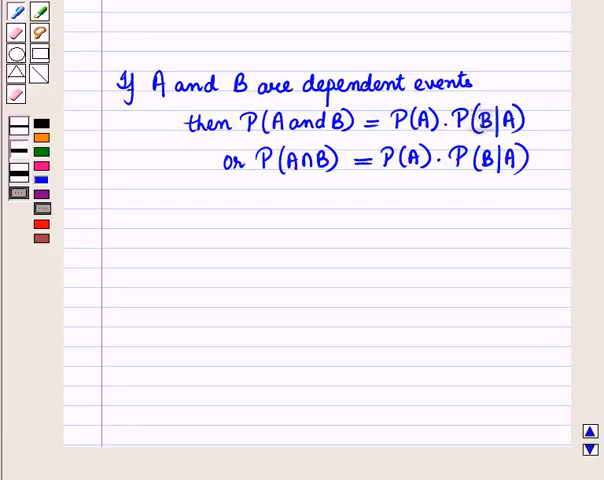 If A and B are dependent events
then P(A and B) = P(A) . P(B|A)
or P(A∩B) = P(A) . P(B|A)